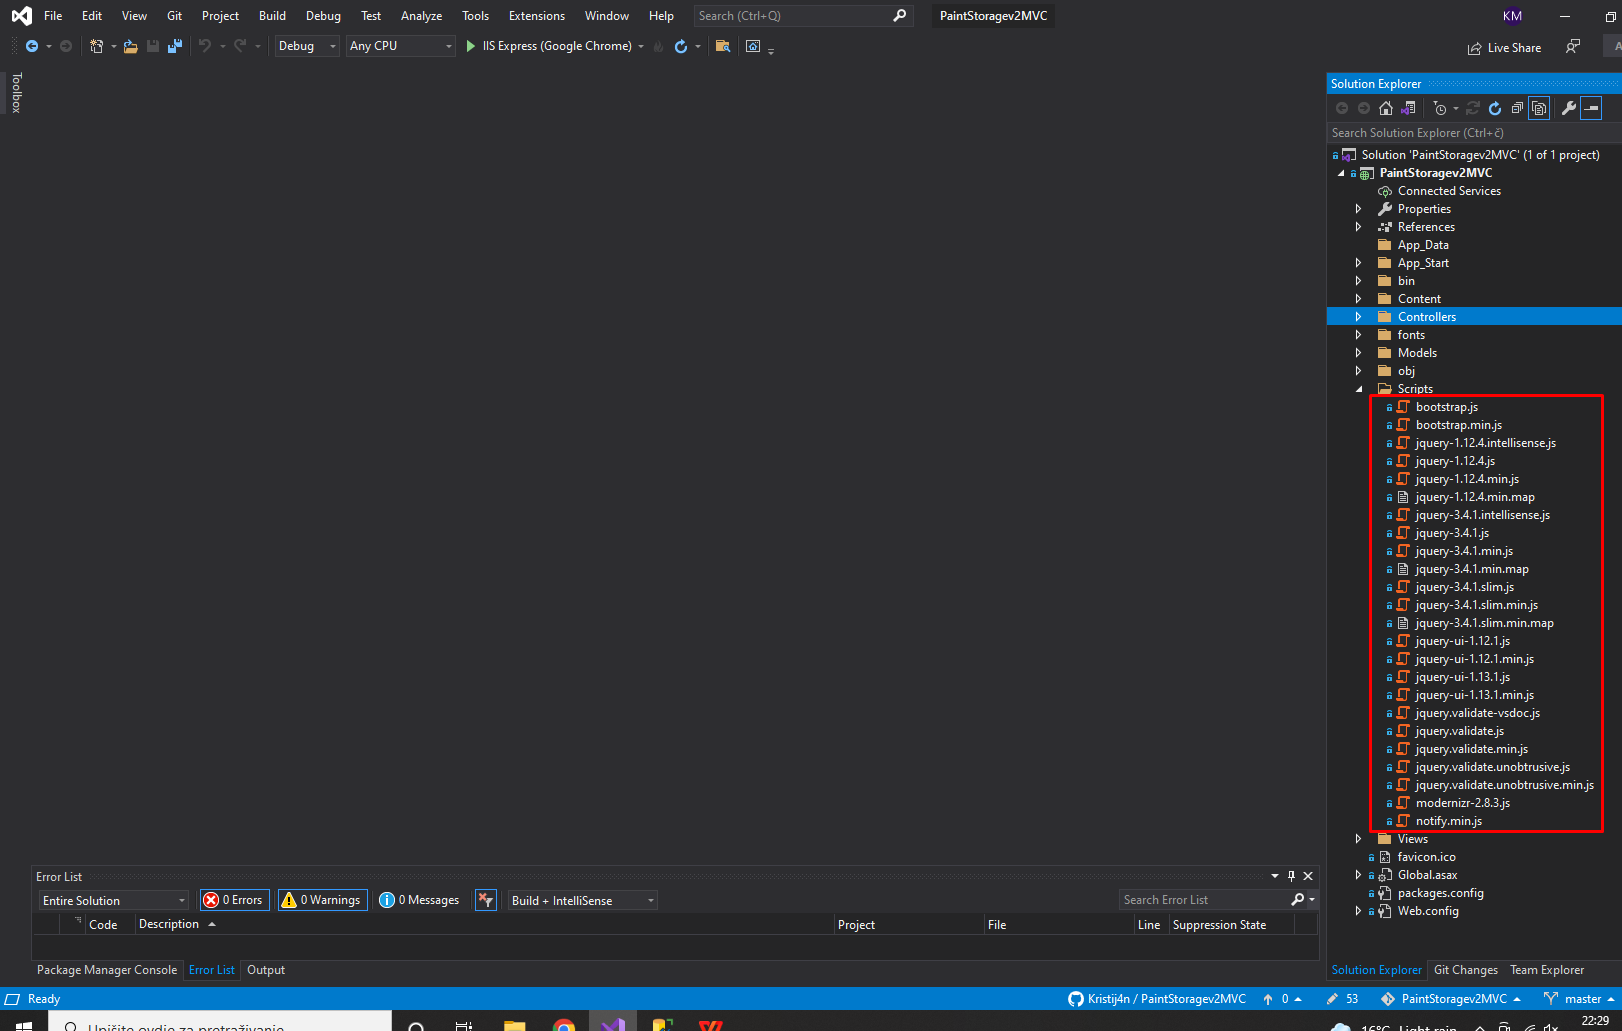 File Edit View Git Project Build Debug Test Analyze Tools Extensions Window Help Search (Ctrl+Q) PaintStoragev2MVC KM
Debug Any CPU IIS Express (Google Chrome) Live Share
Toolbox
Solution Explorer
Search Solution Explorer (Ctrl+č)
Solution 'PaintStoragev2MVC' (1 of 1 project)
PaintStoragev2MVC
Connected Services
Properties
References
App_Data
App_Start
bin
Content
Controllers
fonts
Models
obj
Scripts
bootstrap.js
bootstrap.min.js
jquery-1.12.4.intellisense.js
jquery-1.12.4.js
jquery-1.12.4.min.js
jquery-1.12.4.min.map
jquery-3.4.1.intellisense.js
jquery-3.4.1.js
jquery-3.4.1.min.js
jquery-3.4.1.min.map
jquery-3.4.1.slim.js
jquery-3.4.1.slim.min.js
jquery-3.4.1.slim.min.map
jquery-ui-1.12.1.js
jquery-ui-1.12.1.min.js
jquery-ui-1.13.1.js
jquery-ui-1.13.1.min.js
jquery.validate-vsdoc.js
jquery.validate.js
jquery.validate.min.js
jquery.validate.unobtrusive.js
jquery.validate.unobtrusive.min.js
modernizr-2.8.3.js
notify.min.js
Views
favicon.ico
Global.asax
packages.config
Web.config
Error List
Entire Solution 0 Errors 0 Warnings 0 Messages Build + IntelliSense Search Error List
Code Description Project File Line Suppression State
Package Manager Console Error List Output
Solution Explorer Git Changes Team Explorer
Ready Kristij4n / PaintStoragev2MVC 0 53 PaintStoragev2MVC master
Upišite ovdje za pretraživanje 16°C Light rain 22:29